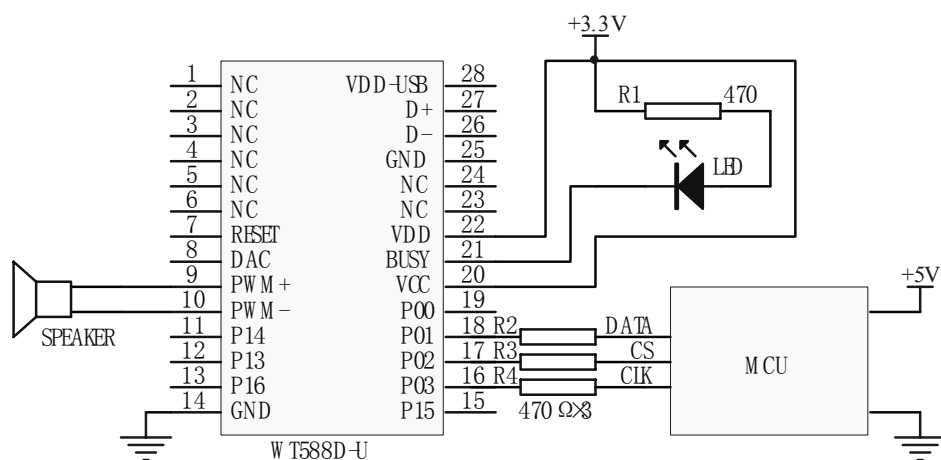 +3.3V
1 NC VDD-USB 28
2 NC D+ 27
3 NC D- 26
4 NC GND 25
5 NC NC 24
6 NC NC 23
7 RESET VDD 22
8 DAC BUSY 21
9 PWM+ VCC 20
10 PWM- P00 19
11 P14 P01 18
12 P13 P02 17
13 P16 P03 16
14 GND P15 15
WT588D-U
SPEAKER
R1 470
LED
R2 DATA
R3 CS
R4 CLK
470 Ω×3
MCU
+5V